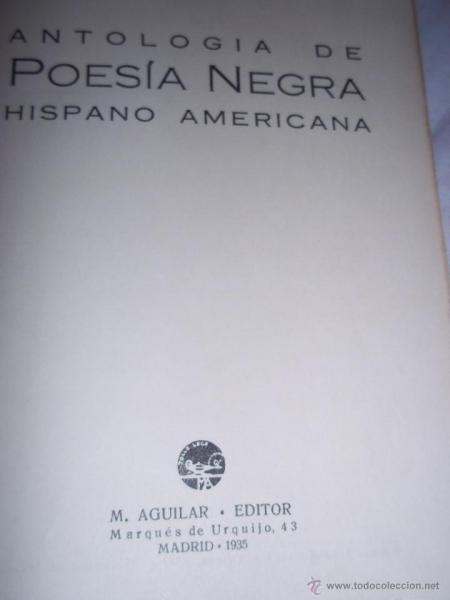 ANTOLOGIA DE
POESÍA NEGRA
HISPANO AMERICANA
M. AGUILAR • EDITOR
Marqués de Urquijo, 43
MADRID • 1935
© www.todocoleccion.net